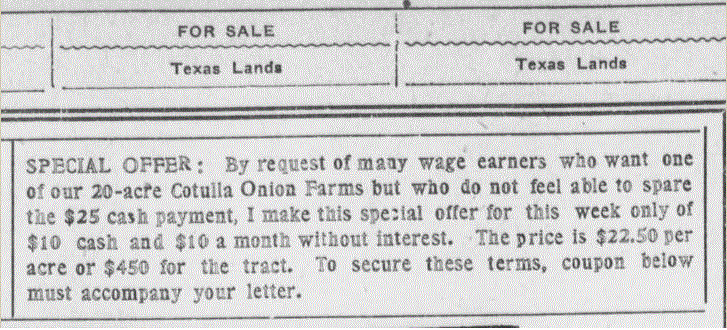 FOR SALE
Texas Lands
FOR SALE
Texas Lands
SPECIAL OFFER: By request of many wage earners who want one
of our 20-acre Cotulla Onion Farms but who do not feel able to spare
the $25 cash payment, I make this special offer for this week only of
$10 cash and $10 a month without interest. The price is $22.50 per
acre or $450 for the tract. To secure these terms, coupon below
must accompany your letter.